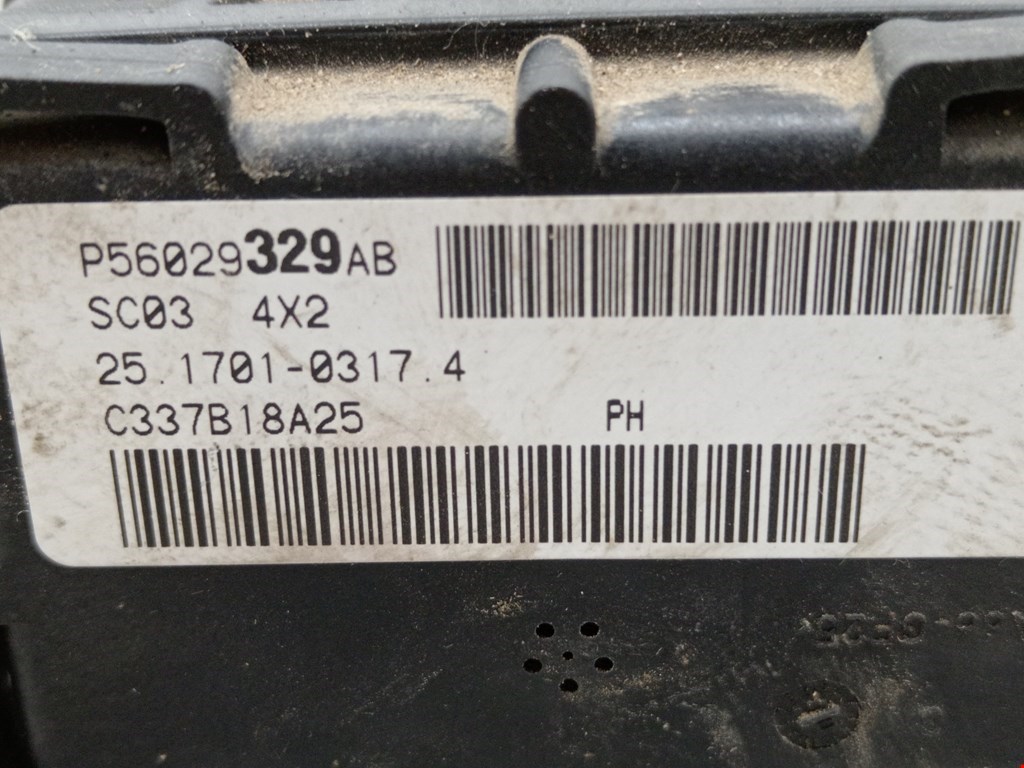 P56029329AB
SC03 4X2
25.1701-0317.4
C337B18A25 PH